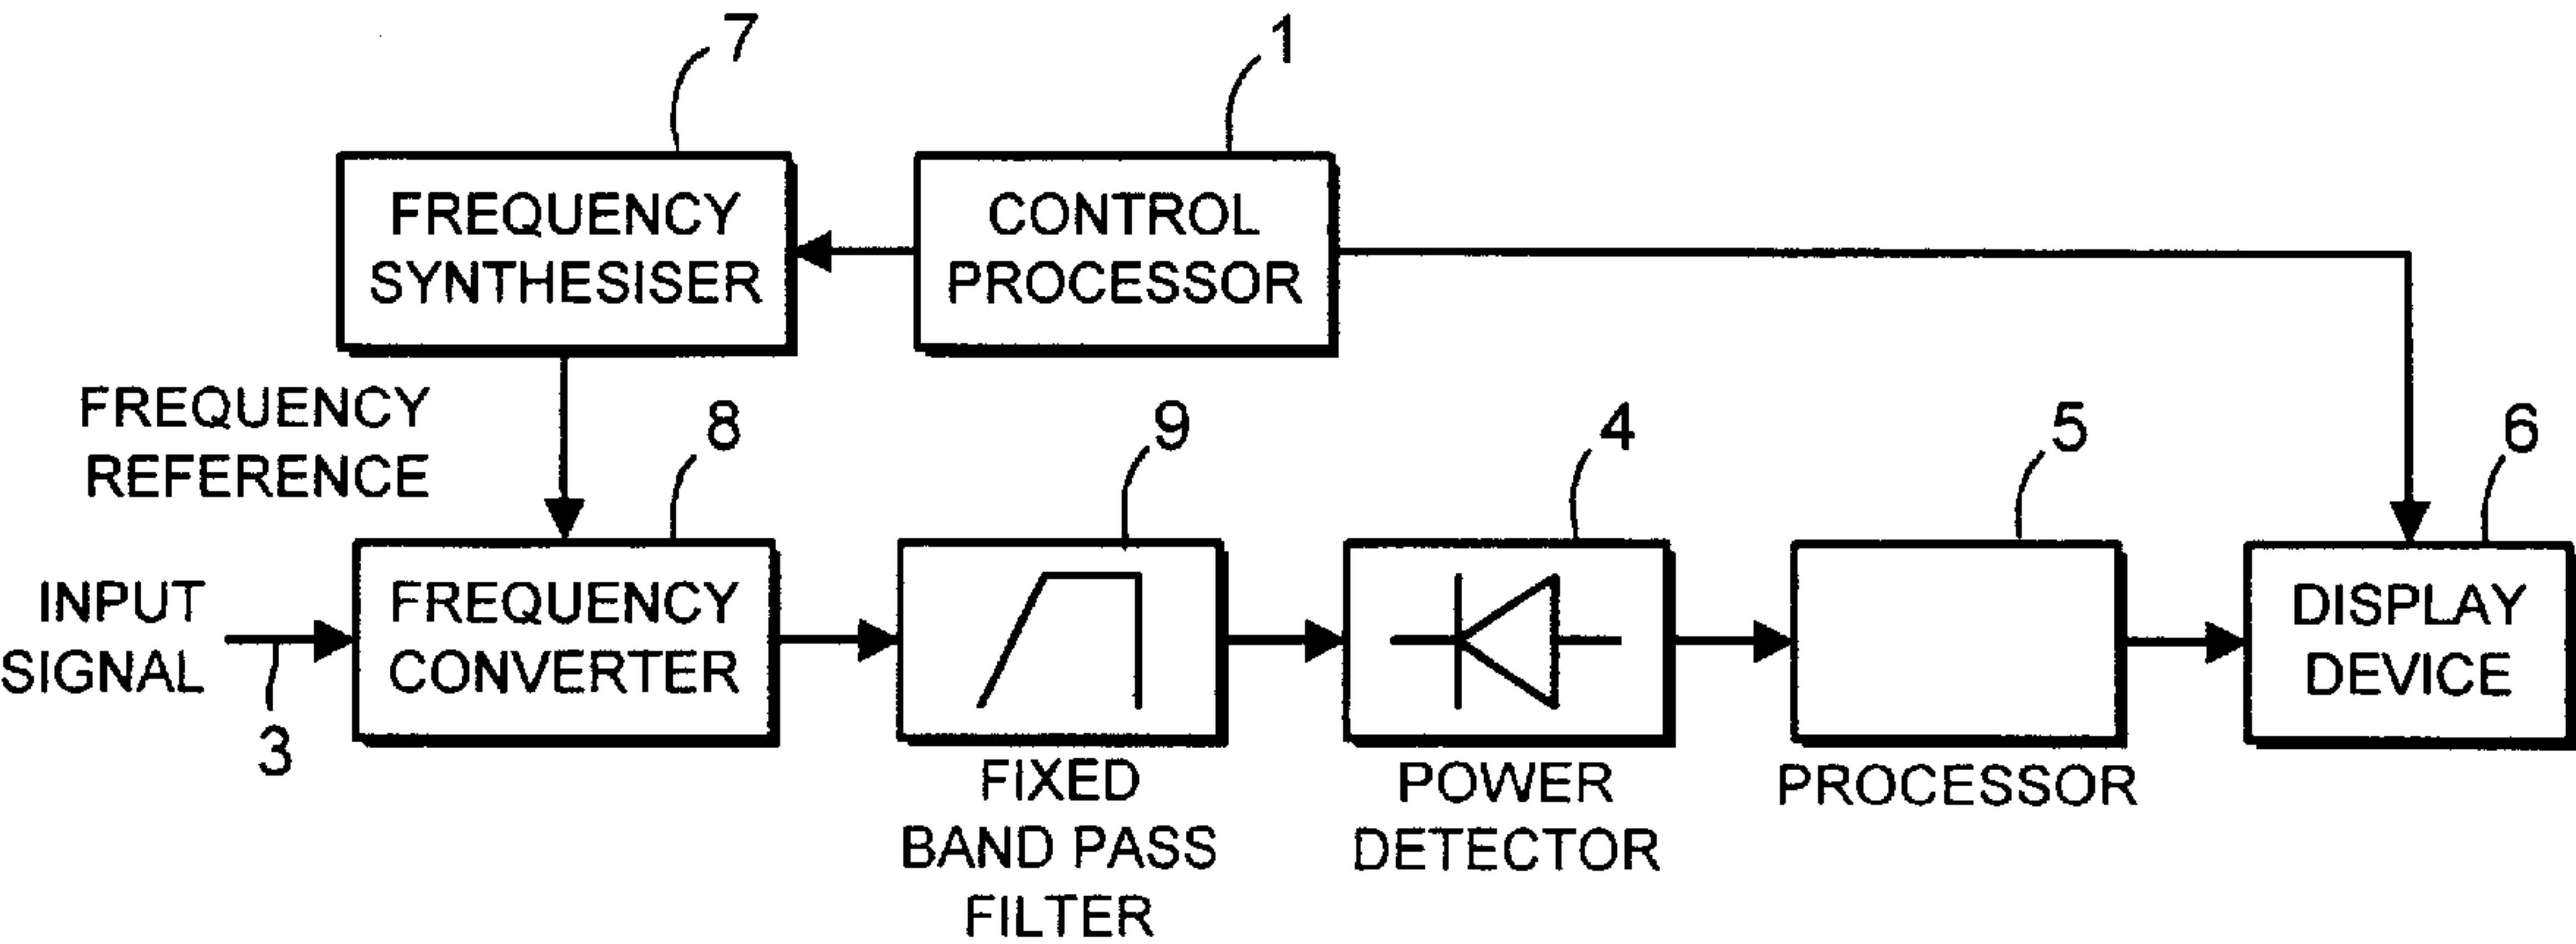 7
1
FREQUENCY
SYNTHESISER
CONTROL
PROCESSOR
FREQUENCY
REFERENCE
8
9
4
5
6
INPUT
SIGNAL
3
FREQUENCY
CONVERTER
FIXED
BAND PASS
FILTER
POWER
DETECTOR
PROCESSOR
DISPLAY
DEVICE